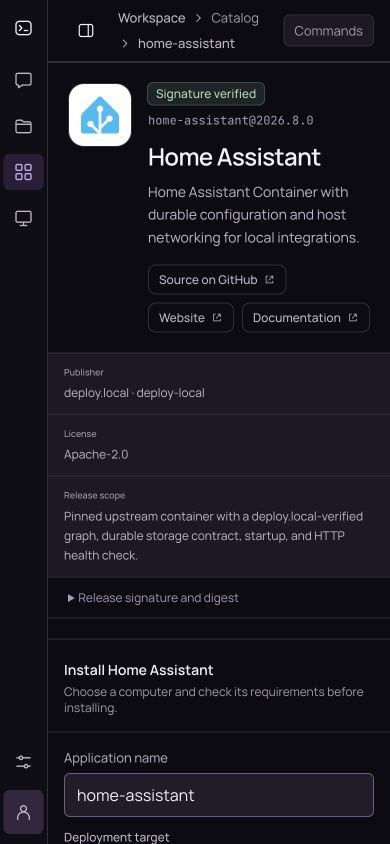 Workspace > Catalog
> home-assistant
Commands
Signature verified
home-assistant@2026.8.0
Home Assistant
Home Assistant Container with
durable configuration and host
networking for local integrations.
Source on GitHub
Website
Documentation
Publisher
deploy.local · deploy-local
License
Apache-2.0
Release scope
Pinned upstream container with a deploy.local-verified
graph, durable storage contract, startup, and HTTP
health check.
Release signature and digest
Install Home Assistant
Choose a computer and check its requirements before
installing.
Application name
home-assistant
Deployment target